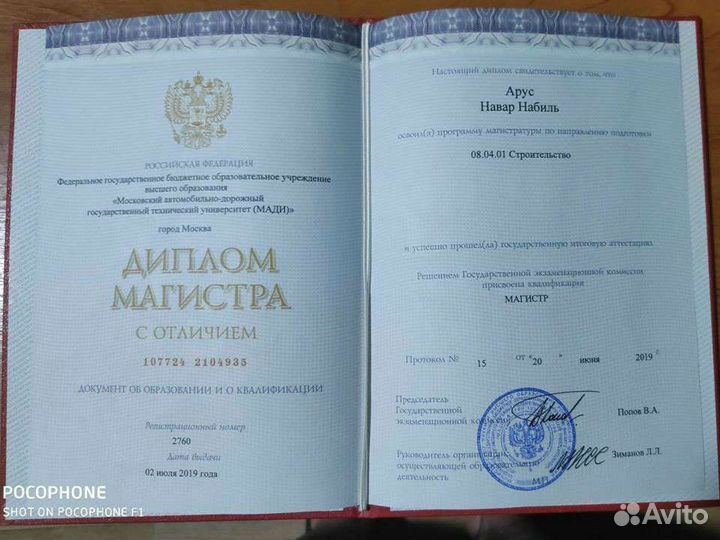 РОССИЙСКАЯ ФЕДЕРАЦИЯ
Федеральное государственное бюджетное образовательное учреждение
высшего образования
«Московский автомобильно-дорожный
государственный технический университет (МАДИ)»
город Москва
ДИПЛОМ
МАГИСТРА
С ОТЛИЧИЕМ
107724 2104935
ДОКУМЕНТ ОБ ОБРАЗОВАНИИ И О КВАЛИФИКАЦИИ
Регистрационный номер
2760
Дата выдачи
02 июля 2019 года
Настоящий диплом свидетельствует о том, что
Арус
Навар Набиль
освоил(а) программу магистратуры по направлению подготовки
08.04.01 Строительство
и успешно прошел(ла) государственную итоговую аттестацию
Решением Государственной экзаменационной комиссии
присвоена квалификация
МАГИСТР
Протокол № 15 от "20 " июня 2019 г.
Председатель
Государственной
экзаменационной Попов В.А.
Руководитель
осуществляющей образовательную Зиманов Л.Л.
деятельность М.П.
POCOPHONE
SHOT ON POCOPHONE F1
Avito